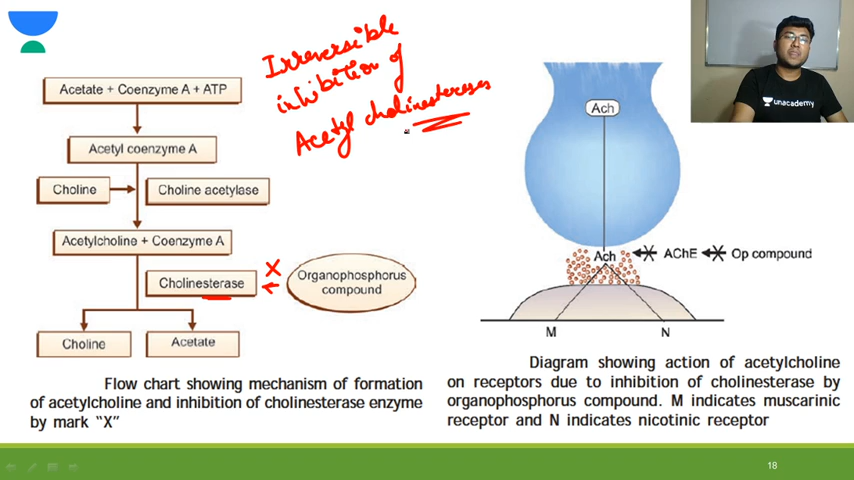 Irreversible
inhibition of
Acetyl cholinestereses
unacademy
Acetate + Coenzyme A + ATP
Acetyl coenzyme A
Choline
Choline acetylase
Acetylcholine + Coenzyme A
Cholinesterase
X
Organophosphorus
compound
Choline
Acetate
Flow chart showing mechanism of formation
of acetylcholine and inhibition of cholinesterase enzyme
by mark “X”
Ach
Ach
AChE
Op compound
M
N
Diagram showing action of acetylcholine
on receptors due to inhibition of cholinesterase by
organophosphorus compound. M indicates muscarinic
receptor and N indicates nicotinic receptor
18